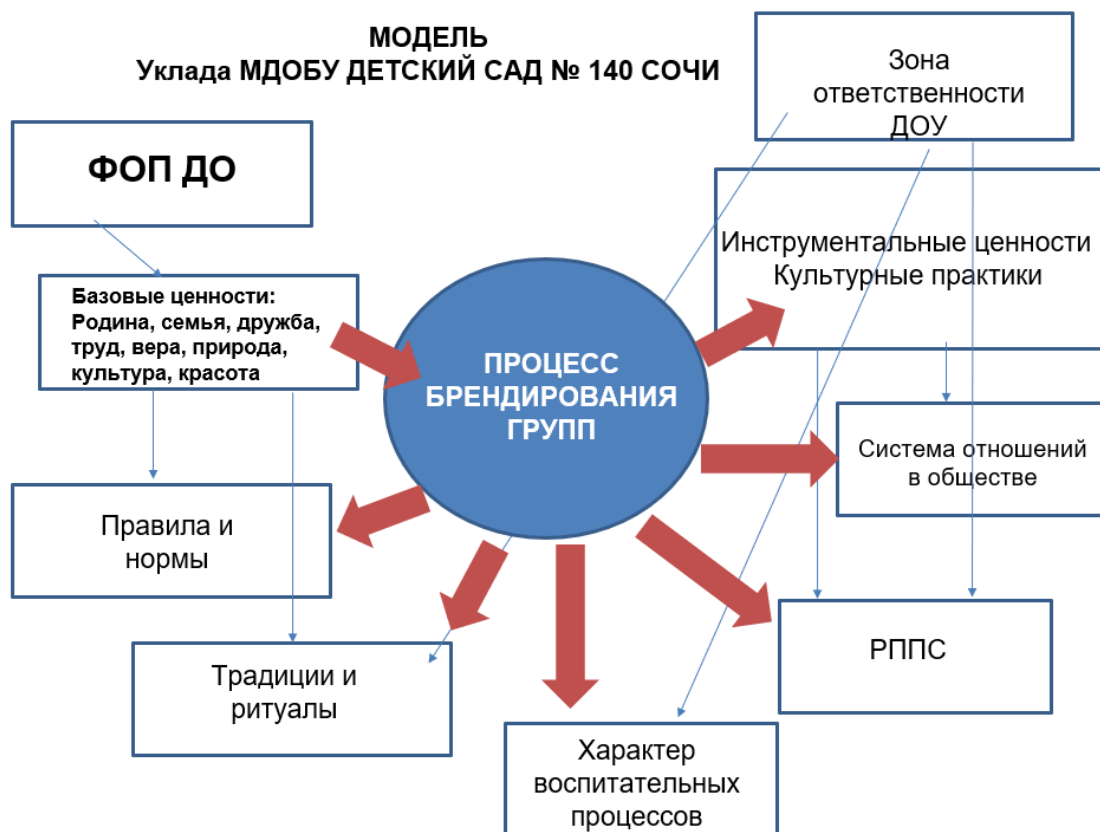 МОДЕЛЬ
Уклада МДОБУ ДЕТСКИЙ САД № 140 СОЧИ
Зона
ответственности
ДОУ
ФОП ДО
Инструментальные ценности
Культурные практики
Базовые ценности:
Родина, семья, дружба,
труд, вера, природа,
культура, красота
ПРОЦЕСС
БРЕНДИРОВАНИЯ
ГРУПП
Система отношений
в обществе
Правила и
нормы
РППС
Традиции и
ритуалы
Характер
воспитательных
процессов